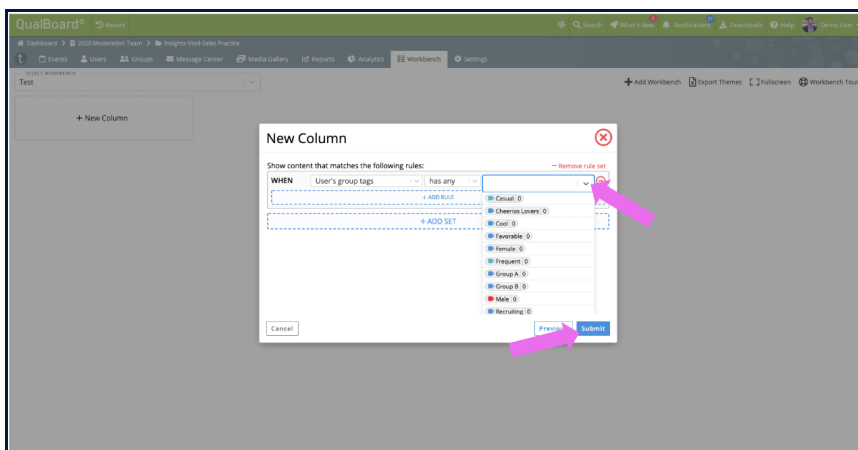 QualBoard® Recent Search What's New Notifications Downloads Help Demo User
Dashboard > 2020 Moderation Team > Insights Mod-Sales Practice
t Events Users Groups Message Center Media Gallery Reports Analytics Workbench Settings
SELECT WORKBENCH
Test
+ Add Workbench Export Themes Fullscreen Workbench Tour
+ New Column
New Column
Show content that matches the following rules: — Remove rule set
WHEN User's group tags has any
+ ADD RULE
+ ADD SET
Casual 0
Cheerios Lovers 0
Cool 0
Favorable 0
Female 0
Frequent 0
Group A 0
Group B 0
Male 0
Recruiting 0
Cancel Previou Submit